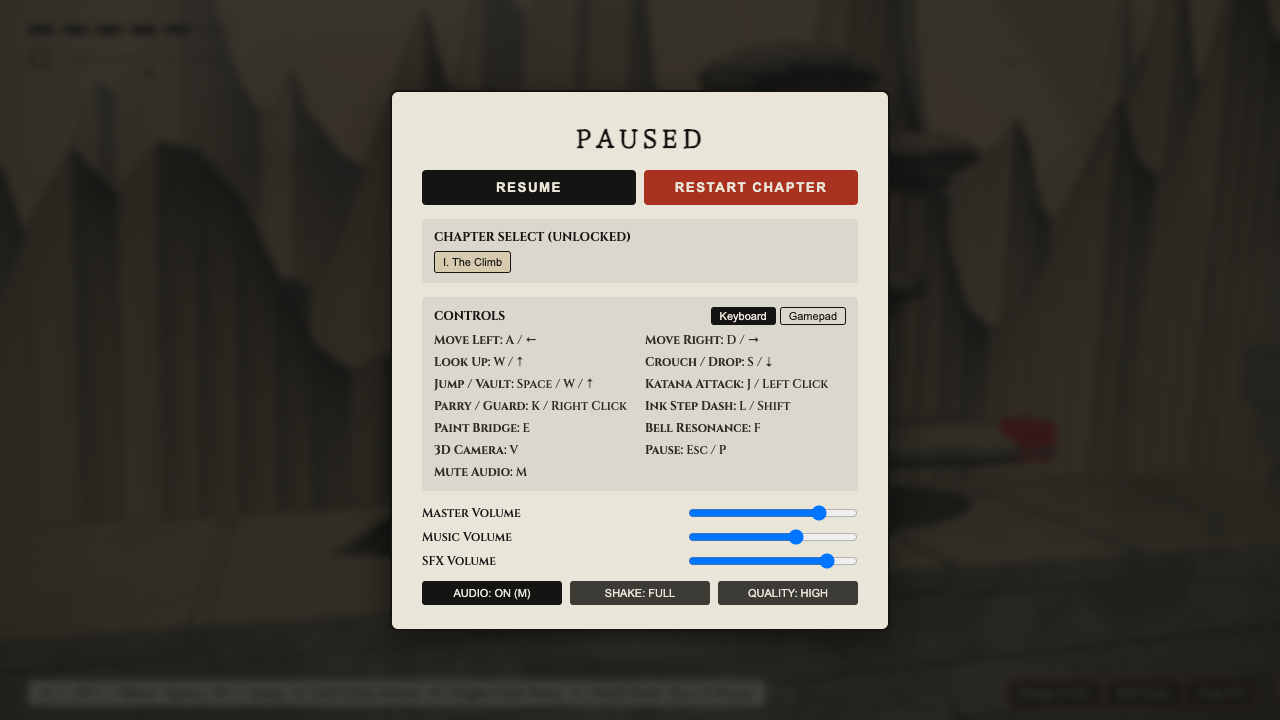 PAUSED
RESUME
RESTART CHAPTER
CHAPTER SELECT (UNLOCKED)
I. The Climb
CONTROLS
Keyboard
Gamepad
MOVE LEFT: A / ←
MOVE RIGHT: D / →
LOOK UP: W / ↑
CROUCH / DROP: S / ↓
JUMP / VAULT: SPACE / W / ↑
KATANA ATTACK: J / LEFT CLICK
PARRY / GUARD: K / RIGHT CLICK
INK STEP DASH: L / SHIFT
PAINT BRIDGE: E
BELL RESONANCE: F
3D CAMERA: V
PAUSE: ESC / P
MUTE AUDIO: M
MASTER VOLUME
MUSIC VOLUME
SFX VOLUME
AUDIO: ON (M)
SHAKE: FULL
QUALITY: HIGH